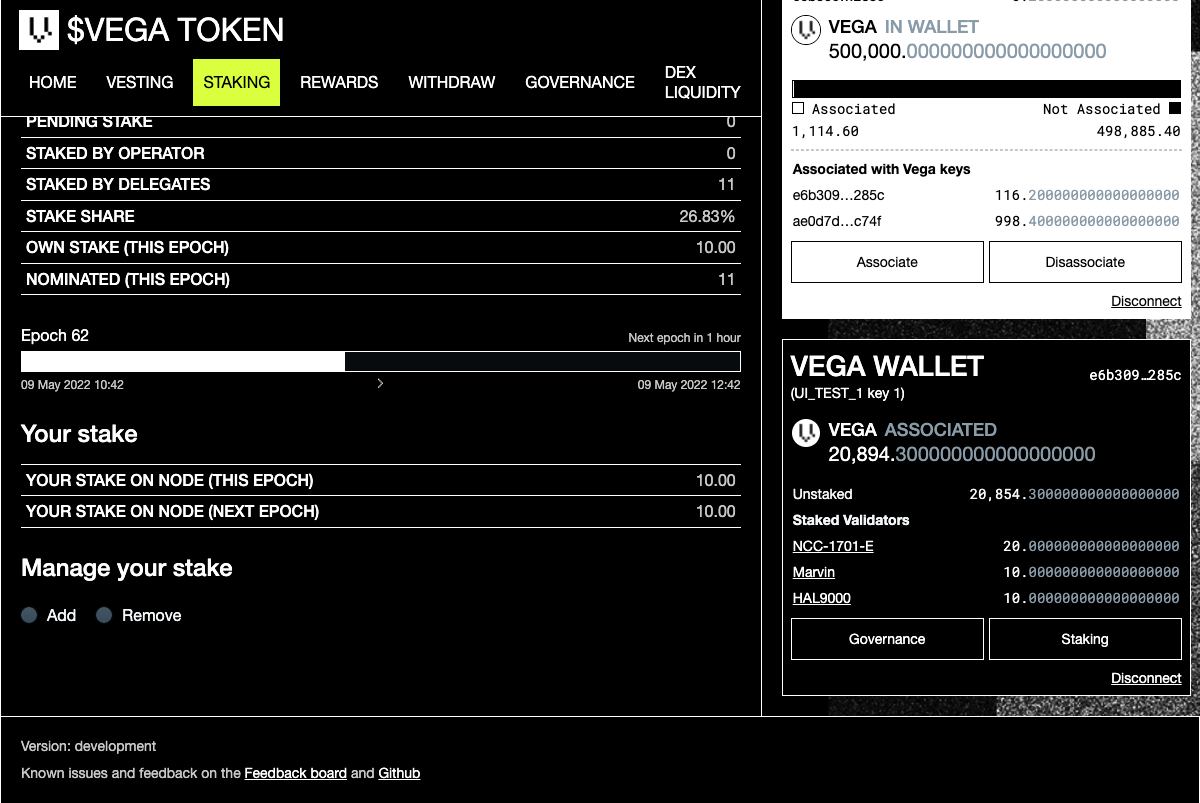 $VEGA TOKEN
HOME
VESTING
STAKING
REWARDS
WITHDRAW
GOVERNANCE
DEX
LIQUIDITY
PENDING STAKE 0
STAKED BY OPERATOR 0
STAKED BY DELEGATES 11
STAKE SHARE 26.83%
OWN STAKE (THIS EPOCH) 10.00
NOMINATED (THIS EPOCH) 11
Epoch 62
Next epoch in 1 hour
09 May 2022 10:42
09 May 2022 12:42
Your stake
YOUR STAKE ON NODE (THIS EPOCH) 10.00
YOUR STAKE ON NODE (NEXT EPOCH) 10.00
Manage your stake
Add
Remove
VEGA IN WALLET
500,000.000000000000000000
Associated
Not Associated
1,114.60
498,885.40
Associated with Vega keys
e6b309…285c 116.200000000000000000
ae0d7d…c74f 998.400000000000000000
Associate
Disassociate
Disconnect
VEGA WALLET
e6b309…285c
(UI_TEST_1 key 1)
VEGA ASSOCIATED
20,894.300000000000000000
Unstaked 20,854.300000000000000000
Staked Validators
NCC-1701-E 20.000000000000000000
Marvin 10.000000000000000000
HAL9000 10.000000000000000000
Governance
Staking
Disconnect
Version: development
Known issues and feedback on the Feedback board and Github